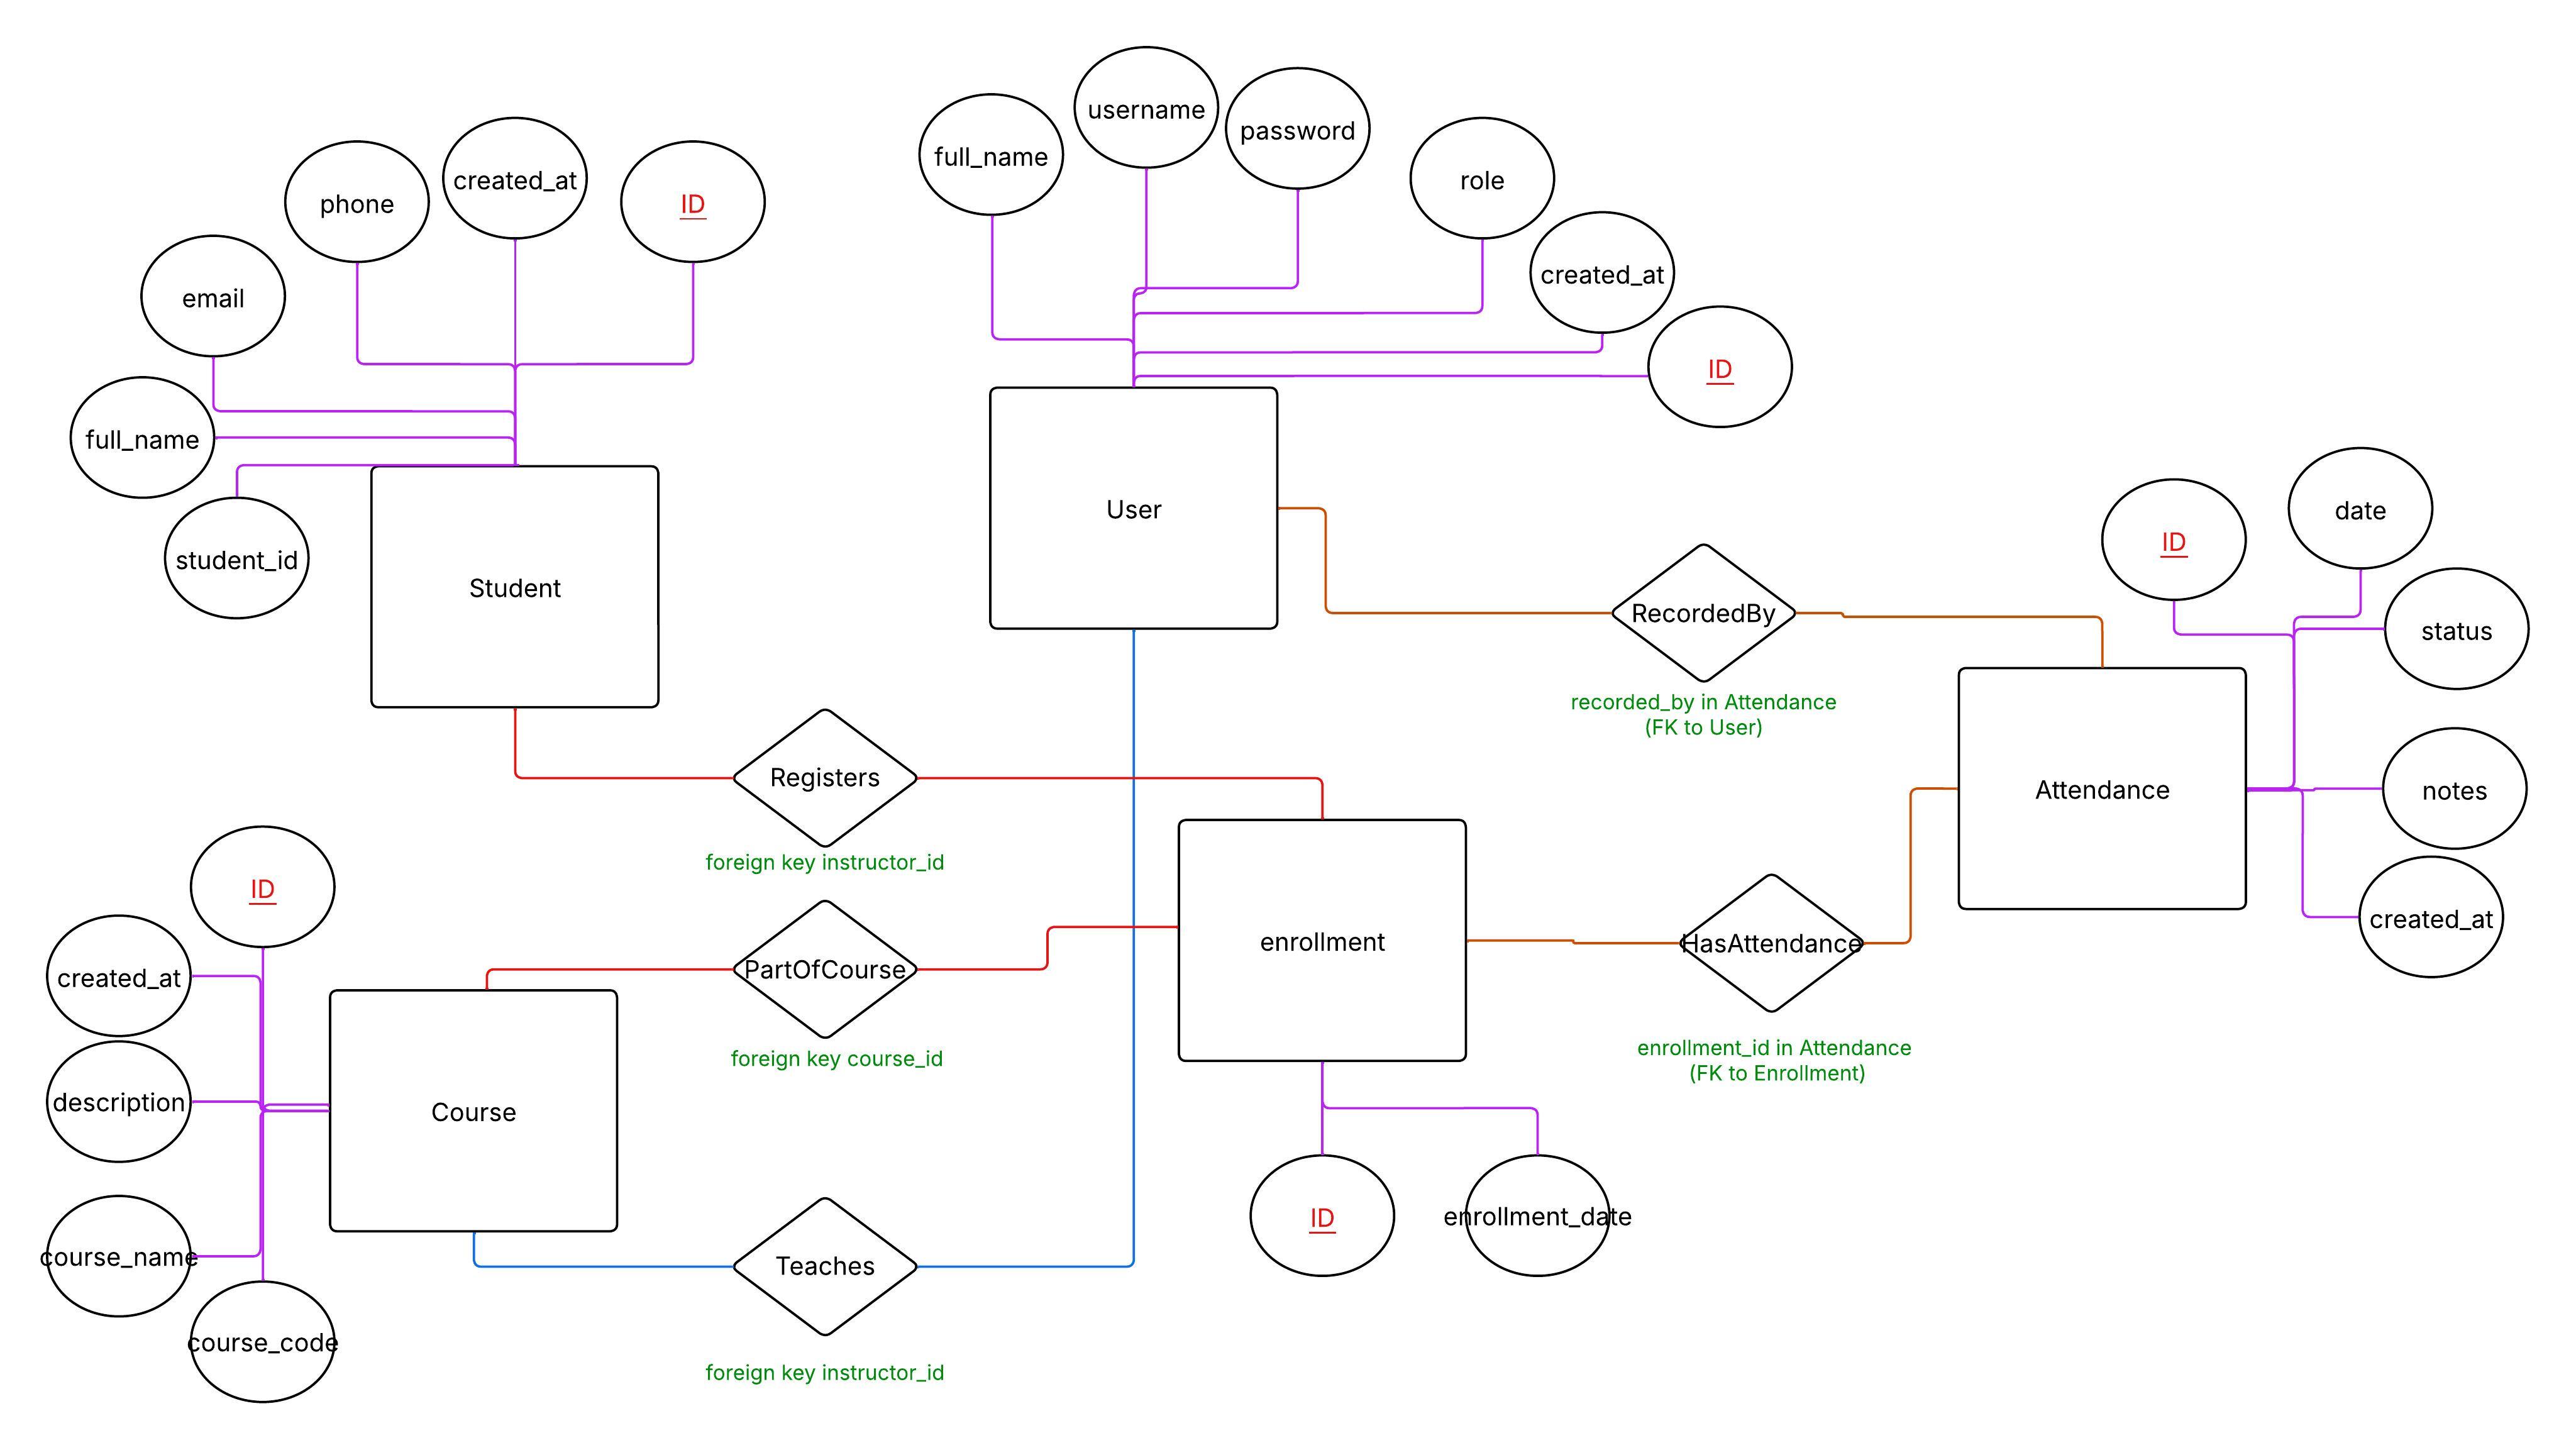 username
password
full_name
role
created_at
phone
ID
created_at
email
ID
full_name
student_id
Student
User
ID
date
status
RecordedBy
recorded_by in Attendance
(FK to User)
Attendance
notes
created_at
Registers
foreign key instructor_id
ID
created_at
description
course_name
course_code
Course
PartOfCourse
foreign key course_id
enrollment
HasAttendance
enrollment_id in Attendance
(FK to Enrollment)
ID
enrollment_date
Teaches
foreign key instructor_id